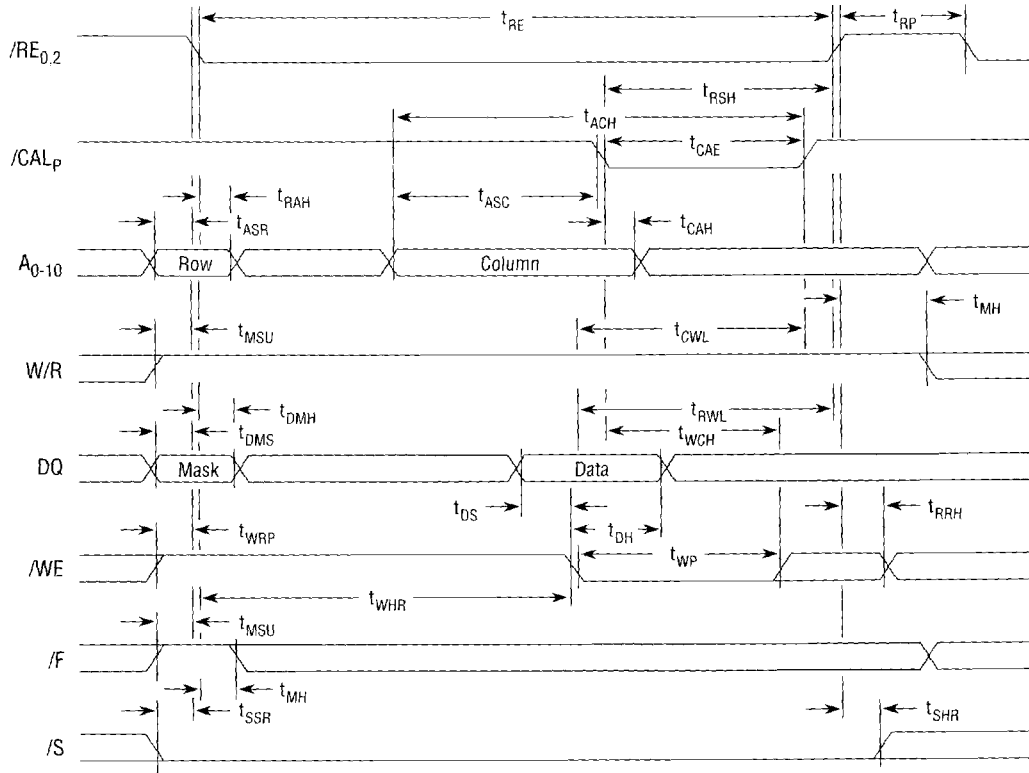 tRE
tRP
/RE0,2
tRSH
tACH
/CALP
tCAE
tRAH
tASC
tASR
tCAH
A0-10
Row
Column
tMSU
tCWL
tMH
W/R
tDMH
tRWL
tDMS
tWCH
DQ
Mask
Data
tDS
tRRH
tWRP
tDH
tWP
/WE
tWHR
tMSU
/F
tMH
tSSR
tSHR
/S